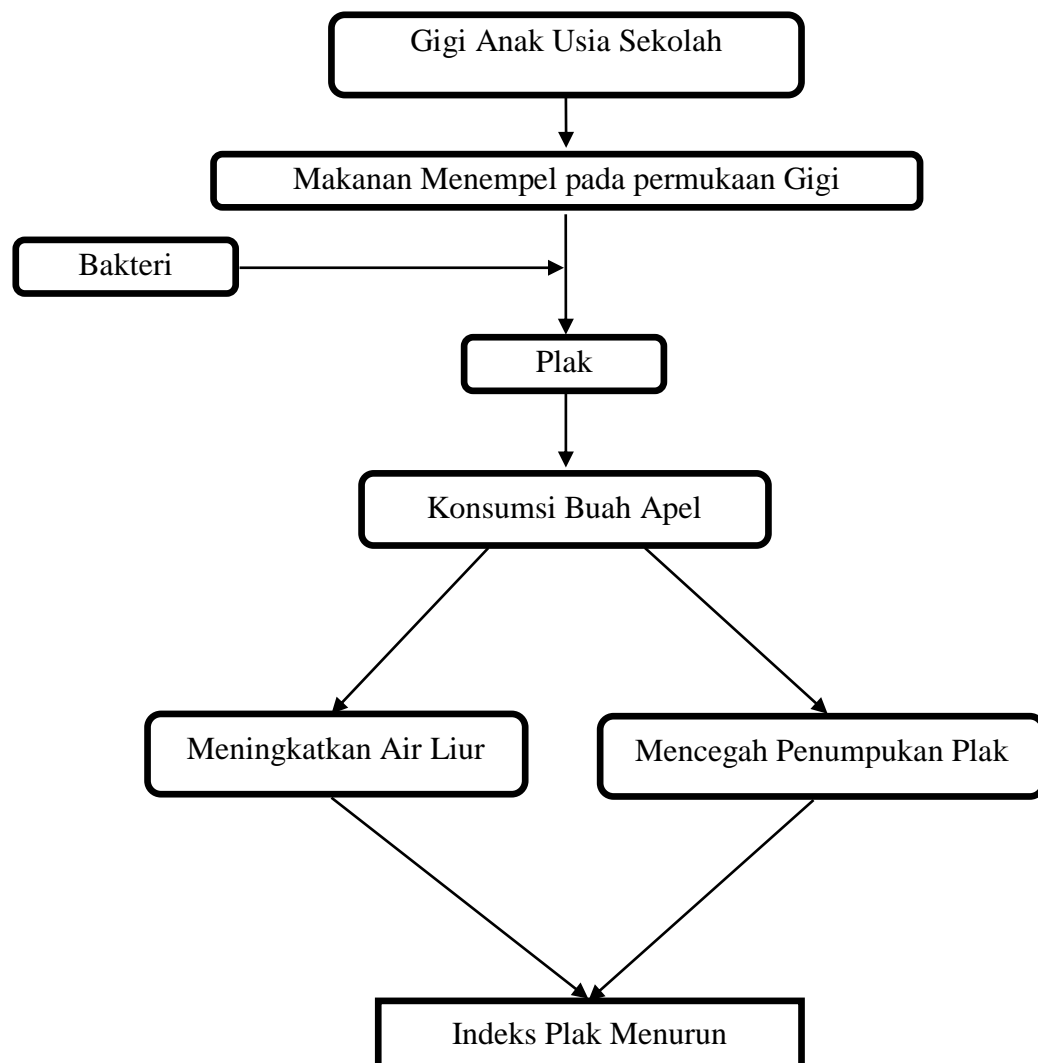 Gigi Anak Usia Sekolah
Makanan Menempel pada permukaan Gigi
Bakteri
Plak
Konsumsi Buah Apel
Meningkatkan Air Liur
Mencegah Penumpukan Plak
Indeks Plak Menurun